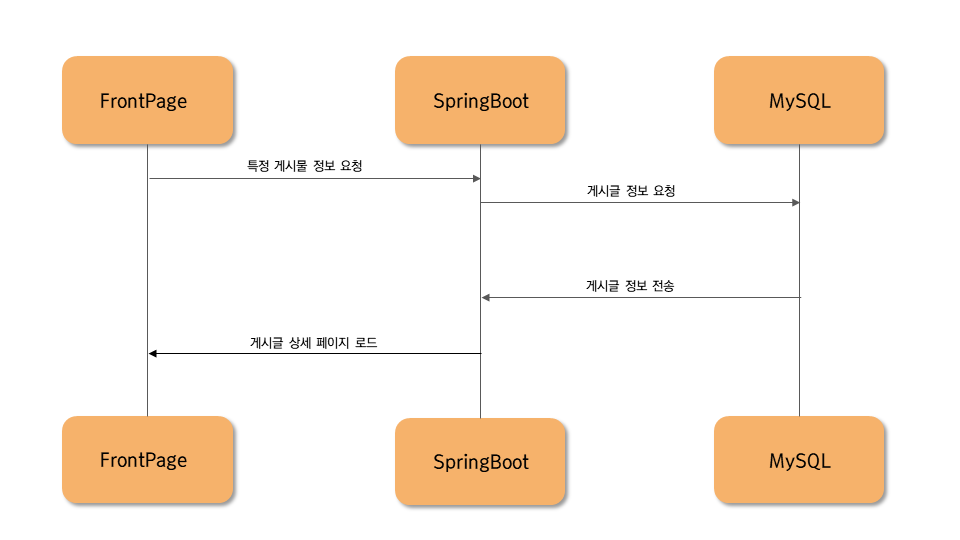 FrontPage
SpringBoot
MySQL
특정 게시물 정보 요청
게시글 정보 요청
게시글 정보 전송
게시글 상세 페이지 로드
FrontPage
SpringBoot
MySQL